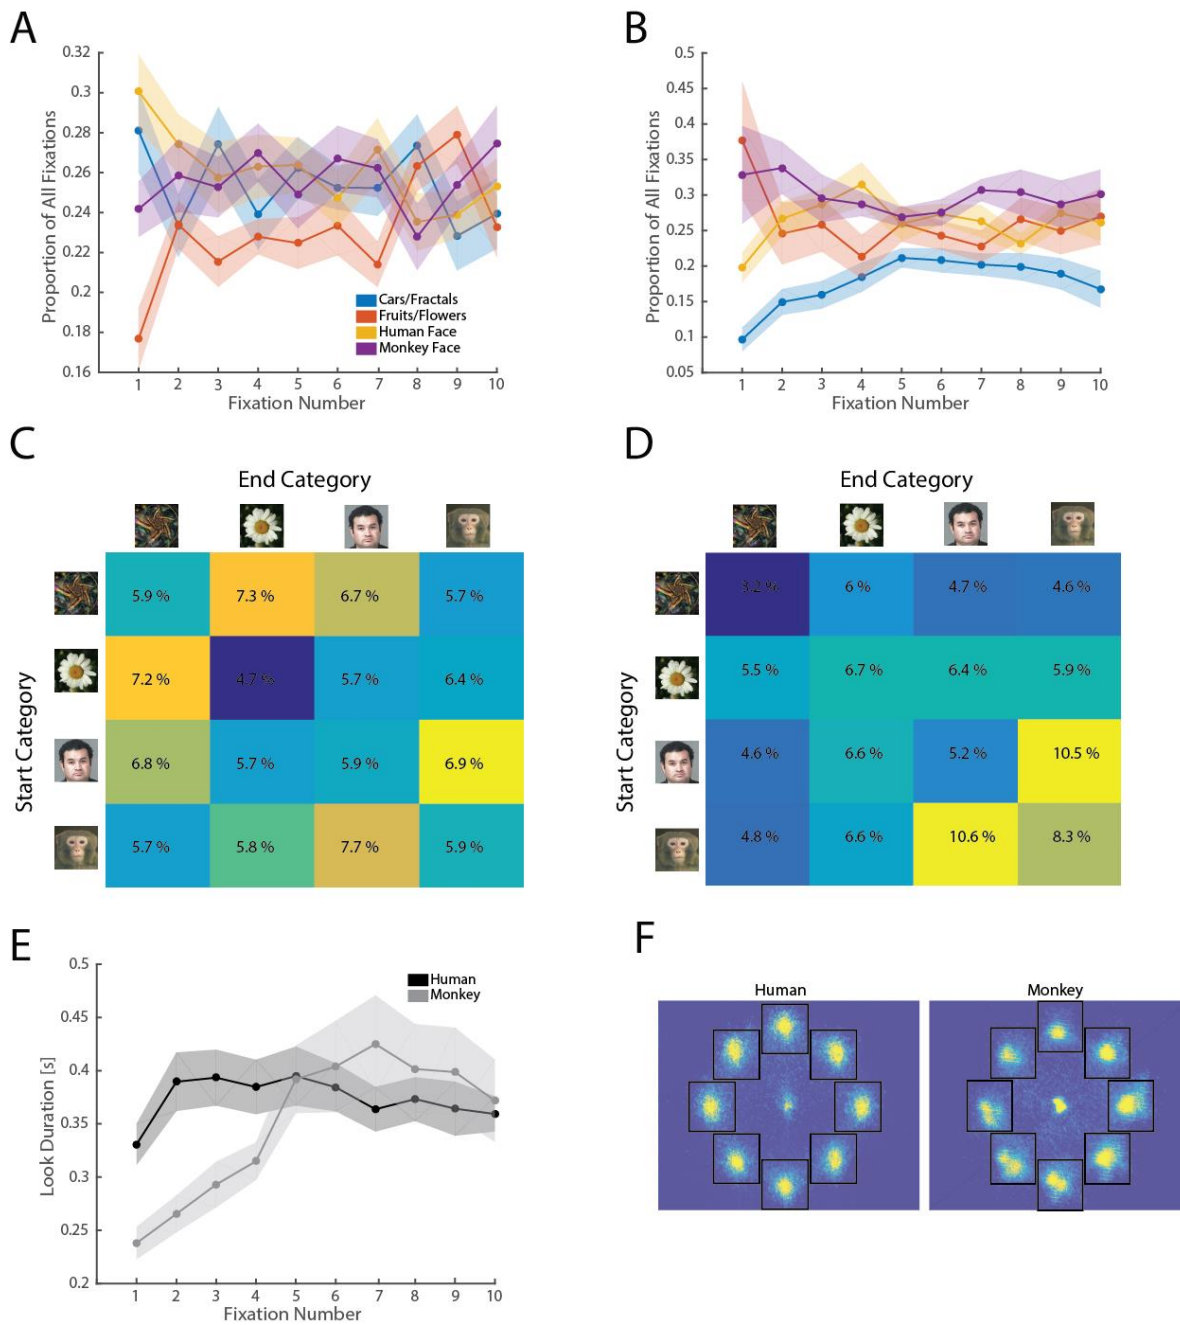 A
Proportion of All Fixations
0.32
0.3
0.28
0.26
0.24
0.22
0.2
0.18
0.16
Cars/Fractals
Fruits/Flowers
Human Face
Monkey Face
1 2 3 4 5 6 7 8 9 10
Fixation Number
B
Proportion of All Fixations
0.5
0.45
0.4
0.35
0.3
0.25
0.2
0.15
0.1
0.05
1 2 3 4 5 6 7 8 9 10
Fixation Number
C
End Category
Start Category
5.9 % 7.3 % 6.7 % 5.7 %
7.2 % 4.7 % 5.7 % 6.4 %
6.8 % 5.7 % 5.9 % 6.9 %
5.7 % 5.8 % 7.7 % 5.9 %
D
End Category
Start Category
3.2 % 6 % 4.7 % 4.6 %
5.5 % 6.7 % 6.4 % 5.9 %
4.6 % 6.6 % 5.2 % 10.5 %
4.8 % 6.6 % 10.6 % 8.3 %
E
Look Duration [s]
0.5
0.45
0.4
0.35
0.3
0.25
0.2
Human
Monkey
1 2 3 4 5 6 7 8 9 10
Fixation Number
F
Human
Monkey